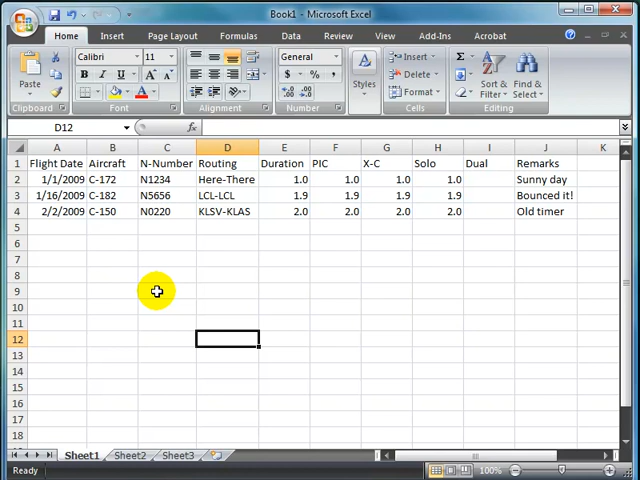 Book1 - Microsoft Excel
Home Insert Page Layout Formulas Data Review View Add-Ins Acrobat
Paste
Clipboard
Calibri 11
B I U A A
A
Font
Alignment
General
$ % ,
Number
A
Styles
Insert
Delete
Format
Cells
Σ
Sort & Filter
Find & Select
Editing
D12 fx
A B C D E F G H I J K
1 Flight Date Aircraft N-Number Routing Duration PIC X-C Solo Dual Remarks
2 1/1/2009 C-172 N1234 Here-There 1.0 1.0 1.0 1.0 Sunny day
3 1/16/2009 C-182 N5656 LCL-LCL 1.9 1.9 1.9 1.9 Bounced it!
4 2/2/2009 C-150 N0220 KLSV-KLAS 2.0 2.0 2.0 2.0 Old timer
5
6
7
8
9
10
11
12
13
14
15
16
17
18
Sheet1 Sheet2 Sheet3
Ready 100%